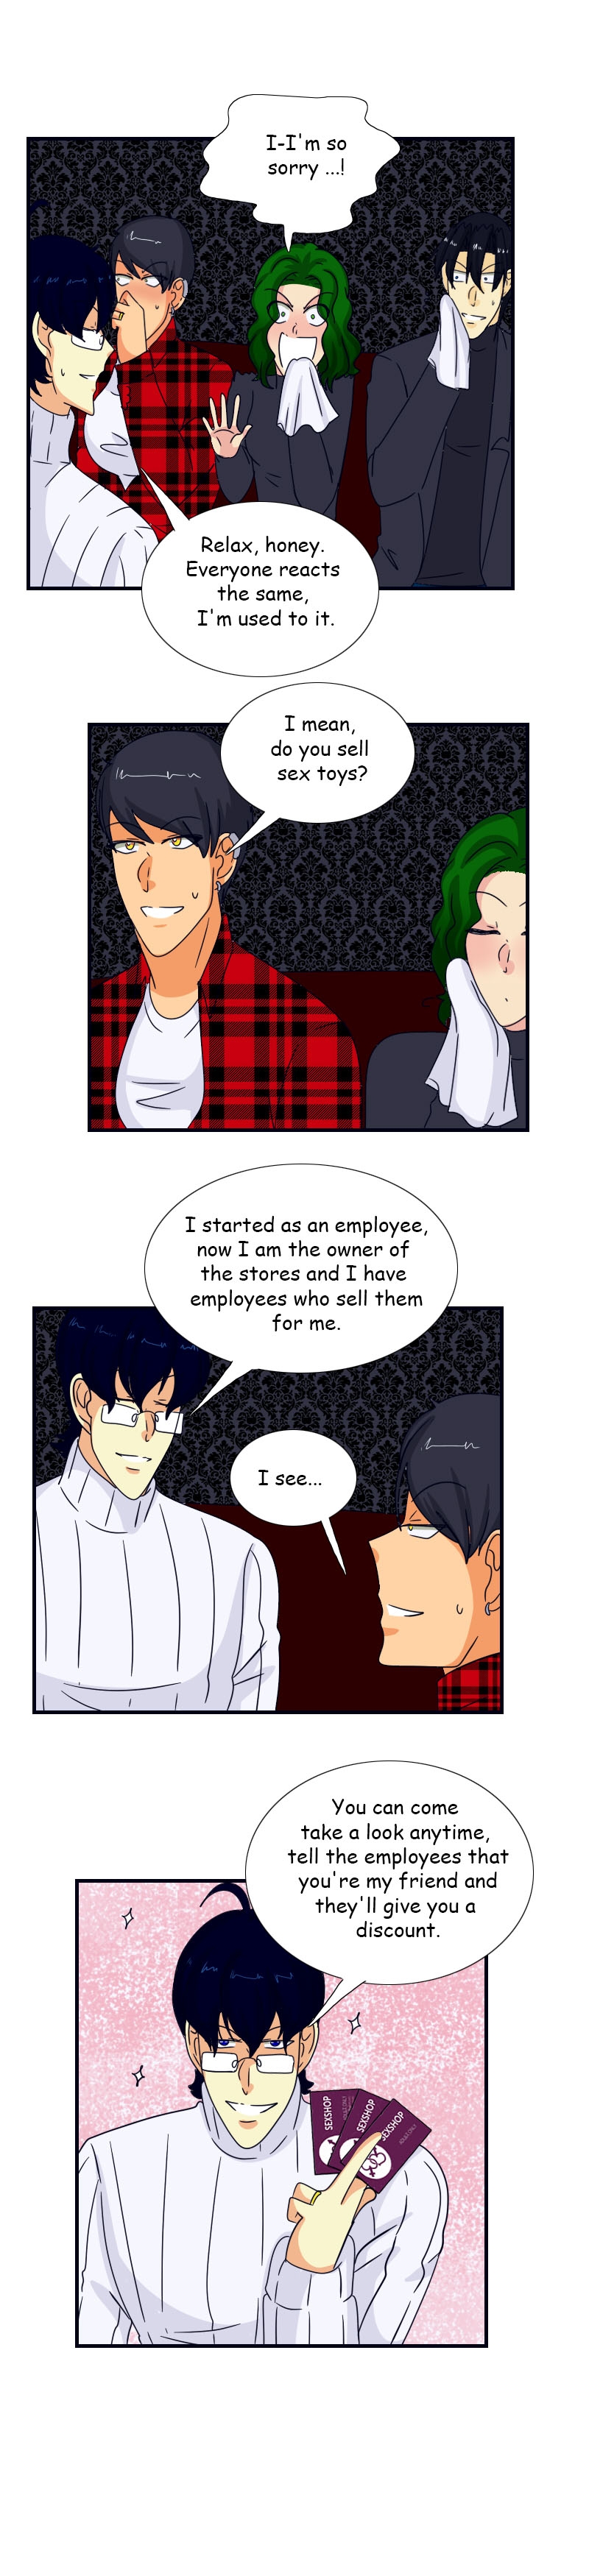 I-I'm so
sorry ...!
Relax, honey.
Everyone reacts
the same,
I'm used to it.
I mean,
do you sell
sex toys?
I started as an employee,
now I am the owner of
the stores and I have
employees who sell them
for me.
I see...
You can come
take a look anytime,
tell the employees that
you're my friend and
they'll give you a
discount.
SEXSHOP
SEXSHOP
SEXSHOP